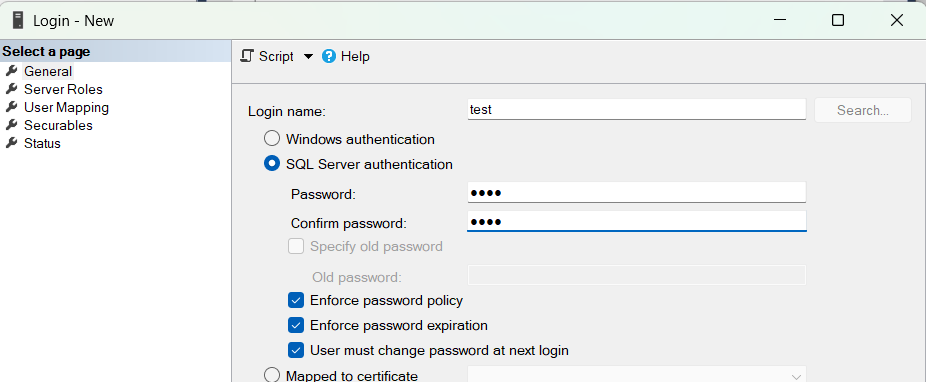 Login - New
Select a page
General
Server Roles
User Mapping
Securables
Status
Script Help
Login name: test Search...
Windows authentication
SQL Server authentication
Password: ●●●●
Confirm password: ●●●●
Specify old password
Old password:
Enforce password policy
Enforce password expiration
User must change password at next login
Mapped to certificate